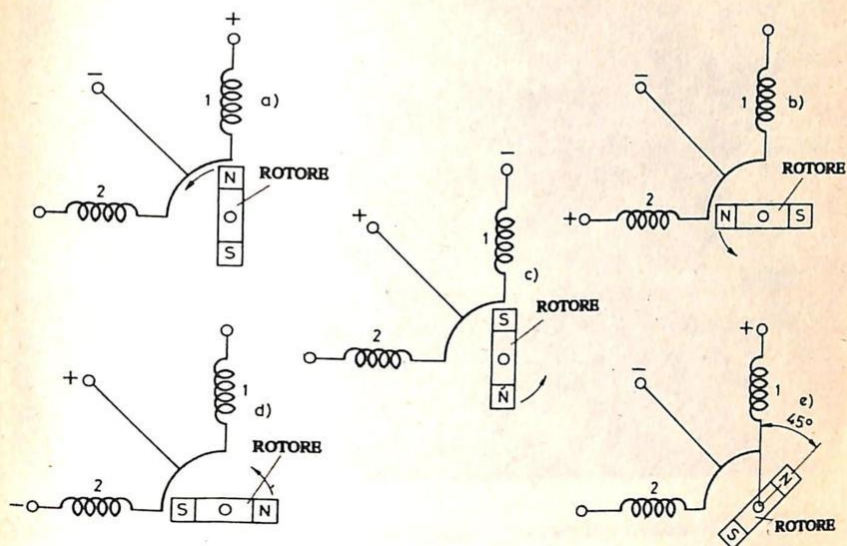 +
−
1
a)
2
N
ROTORE
O
S
−
1
b)
+
2
N
O
S
ROTORE
−
+
1
c)
2
S
ROTORE
O
N
+
1
d)
−
2
S
O
N
ROTORE
+
−
1
e)
45°
2
N
O
S
ROTORE